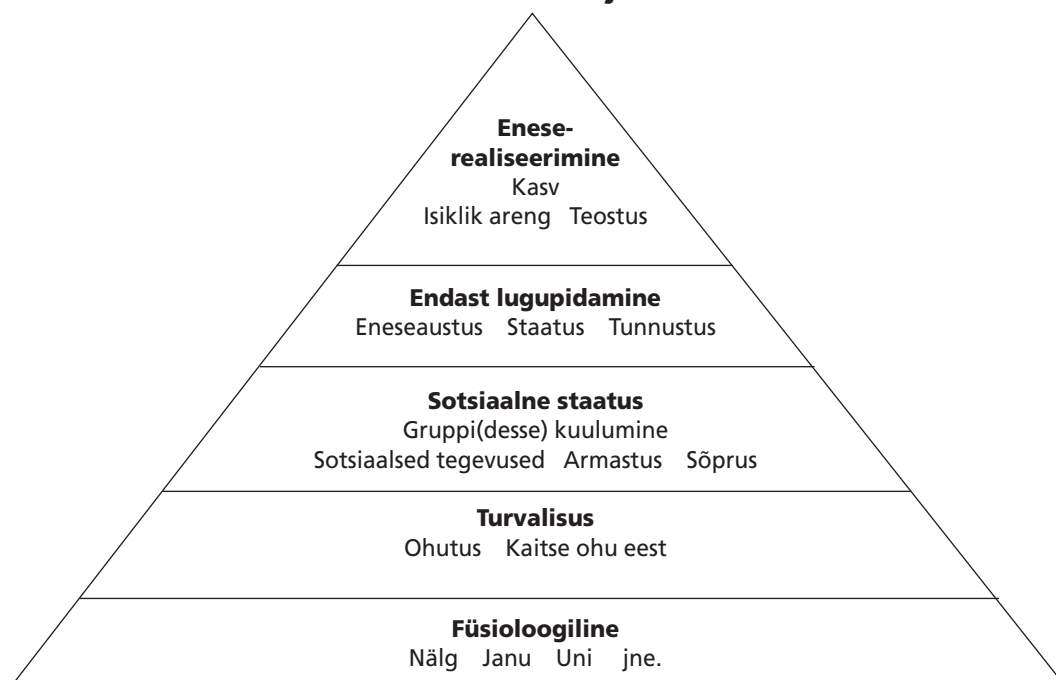 Enese-
realiseerimine
Kasv
Isiklik areng Teostus
Endast lugupidamine
Eneseaustus Staatus Tunnustus
Sotsiaalne staatus
Gruppi(desse) kuulumine
Sotsiaalsed tegevused Armastus Sõprus
Turvalisus
Ohutus Kaitse ohu eest
Füsioloogiline
Nälg Janu Uni jne.